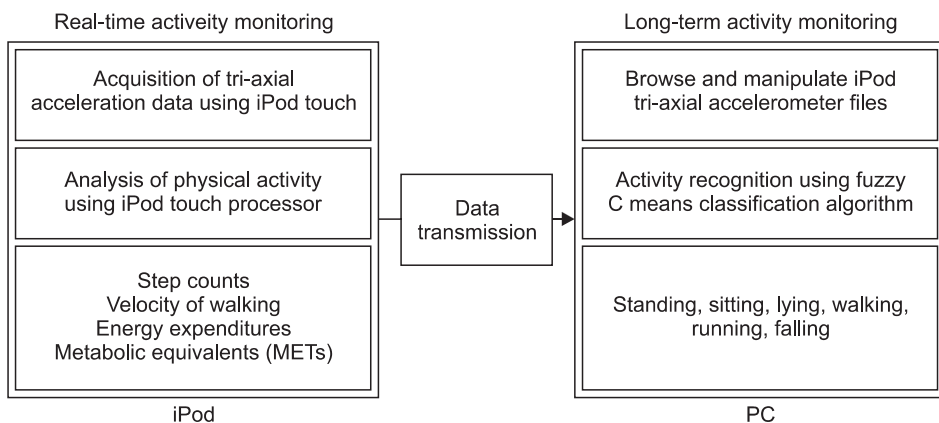 Real-time activeity monitoring
Acquisition of tri-axial
acceleration data using iPod touch
Analysis of physical activity
using iPod touch processor
Step counts
Velocity of walking
Energy expenditures
Metabolic equivalents (METs)
iPod
Data
transmission
Long-term activity monitoring
Browse and manipulate iPod
tri-axial accelerometer files
Activity recognition using fuzzy
C means classification algorithm
Standing, sitting, lying, walking,
running, falling
PC